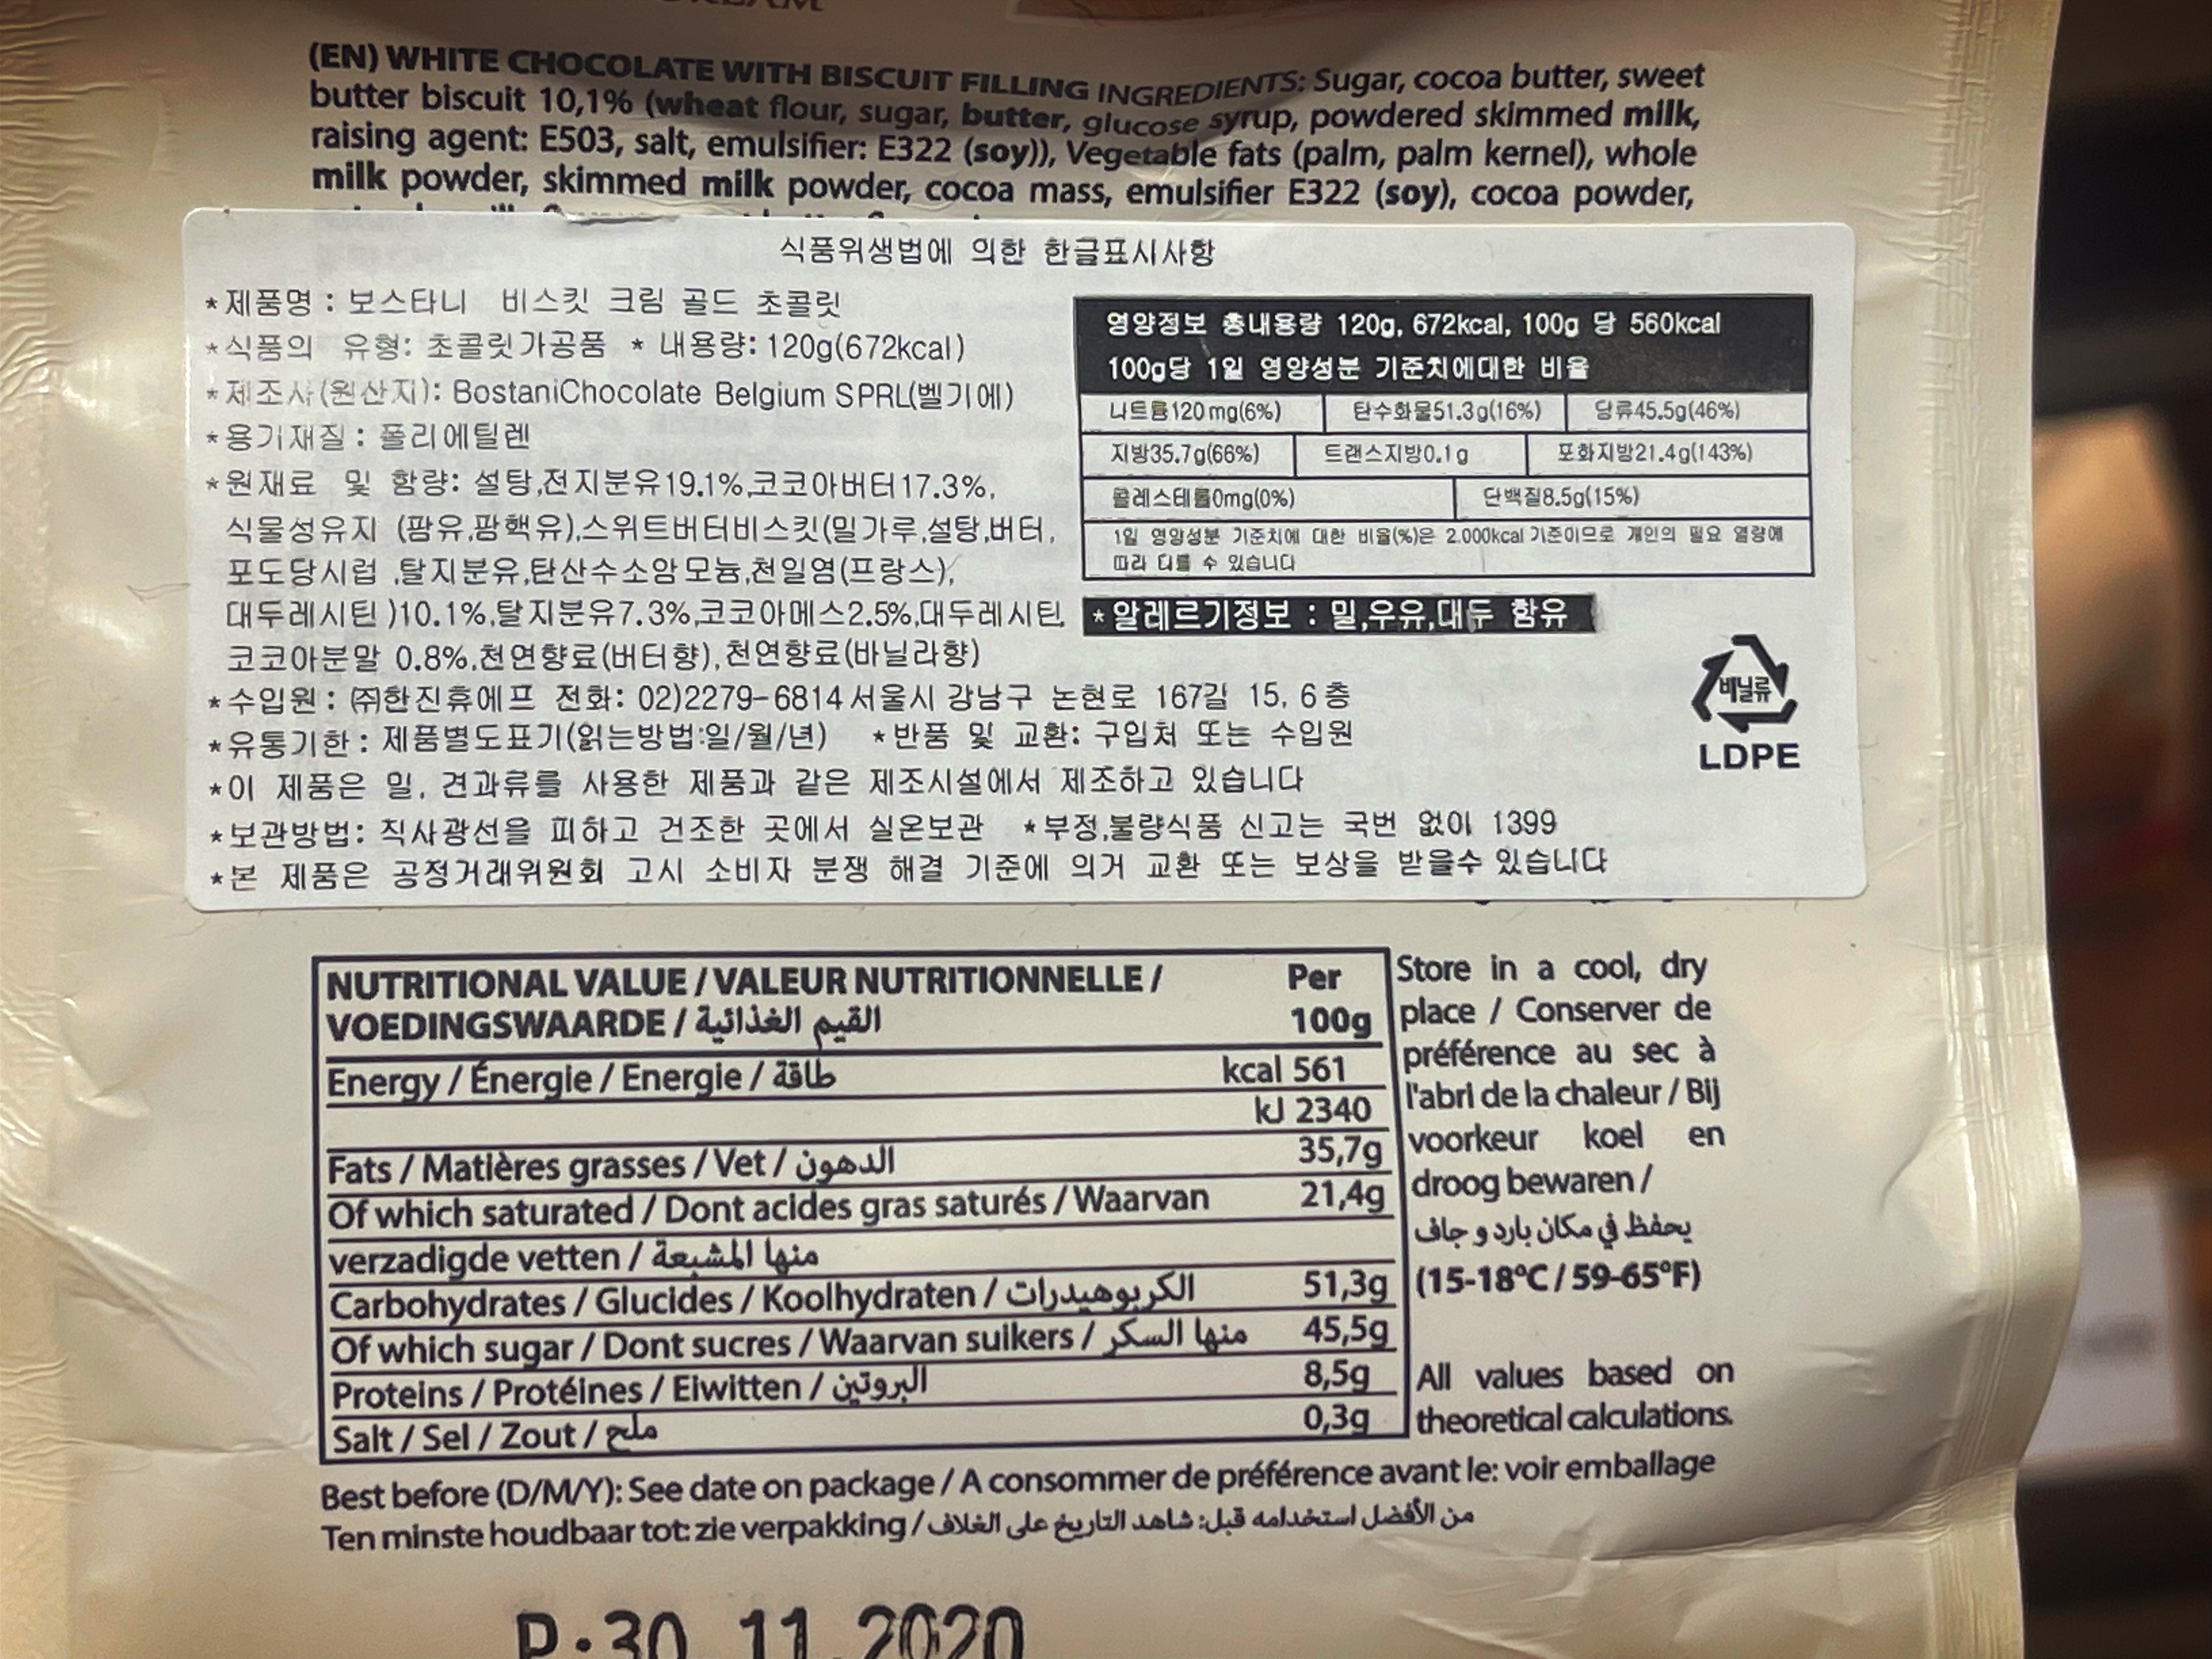 (EN) WHITE CHOCOLATE WITH BISCUIT FILLING INGREDIENTS: Sugar, cocoa butter, sweet
butter biscuit 10,1% (wheat flour, sugar, butter, glucose syrup, powdered skimmed milk,
raising agent: E503, salt, emulsifier: E322 (soy)), Vegetable fats (palm, palm kernel), whole
milk powder, skimmed milk powder, cocoa mass, emulsifier E322 (soy), cocoa powder,
식품위생법에 의한 한글표시사항
*제품명 : 보스타니 비스킷 크림 골드 초콜릿
*식품의 유형: 초콜릿가공품 * 내용량: 120g(672kcal)
*제조사(원산지): BostaniChocolate Belgium SPRL(벨기에)
*용기재질 : 폴리에틸렌
*원재료 및 함량: 설탕,전지분유19.1%,코코아버터17.3%,
식물성유지 (팜유,팜핵유),스위트버터비스킷(밀가루,설탕,버터,
포도당시럽 ,탈지분유,탄산수소암모늄,천일염(프랑스),
대두레시틴 )10.1%,탈지분유7.3%,코코아메스2.5%,대두레시틴,
코코아분말 0.8%,천연향료(버터향),천연향료(바닐라향)
*수입원 : ㈜한진휴에프 전화: 02)2279-6814 서울시 강남구 논현로 167길 15, 6층
*유통기한 : 제품별도표기(읽는방법:일/월/년) *반품 및 교환: 구입처 또는 수입원
*이 제품은 밀, 견과류를 사용한 제품과 같은 제조시설에서 제조하고 있습니다
*보관방법: 직사광선을 피하고 건조한 곳에서 실온보관 *부정,불량식품 신고는 국번 없이 1399
*본 제품은 공정거래위원회 고시 소비자 분쟁 해결 기준에 의거 교환 또는 보상을 받을수 있습니다
영양정보 총내용량 120g, 672kcal, 100g 당 560kcal
100g당 1일 영양성분 기준치에대한 비율
나트륨120mg(6%) 탄수화물51.3g(16%) 당류45.5g(46%)
지방35.7g(66%) 트랜스지방0.1g 포화지방21.4g(143%)
콜레스테롤0mg(0%) 단백질8.5g(15%)
1일 영양성분 기준치에 대한 비율(%)은 2,000kcal 기준이므로 개인의 필요 열량에
따라 다를 수 있습니다
*알레르기정보 : 밀,우유,대두 함유
비닐류
LDPE
NUTRITIONAL VALUE / VALEUR NUTRITIONNELLE / Per
VOEDINGSWAARDE / القيم الغذائية 100g
Energy / Énergie / Energie / طاقة kcal 561
kJ 2340
Fats / Matières grasses / Vet / الدهون 35,7g
Of which saturated / Dont acides gras saturés / Waarvan 21,4g
verzadigde vetten / منها المشبعة
Carbohydrates / Glucides / Koolhydraten / الكربوهيدرات 51,3g
Of which sugar / Dont sucres / Waarvan suikers / منها السكر 45,5g
Proteins / Protéines / Eiwitten / البروتين 8,5g
Salt / Sel / Zout / ملح 0,3g
Store in a cool, dry
place / Conserver de
préférence au sec à
l'abri de la chaleur / Bij
voorkeur koel en
droog bewaren /
يحفظ في مكان بارد و جاف
(15-18°C / 59-65°F)
All values based on
theoretical calculations.
Best before (D/M/Y): See date on package / A consommer de préférence avant le: voir emballage
Ten minste houdbaar tot: zie verpakking / من الأفضل استخدامه قبل: شاهد التاريخ على الغلاف
P·30 11 2020